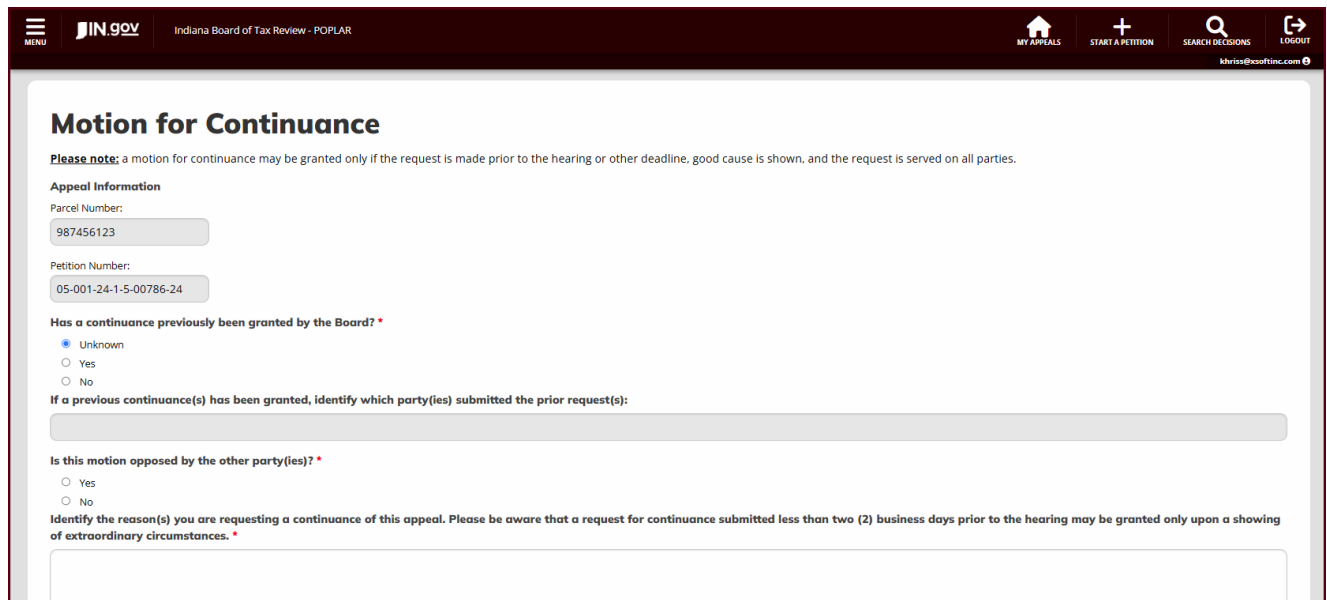 MENU
IN.gov
Indiana Board of Tax Review - POPLAR
MY APPEALS
START A PETITION
SEARCH DECISIONS
LOGOUT
khriss@xsoftinc.com
Motion for Continuance
Please note: a motion for continuance may be granted only if the request is made prior to the hearing or other deadline, good cause is shown, and the request is served on all parties.
Appeal Information
Parcel Number:
987456123
Petition Number:
05-001-24-1-5-00786-24
Has a continuance previously been granted by the Board? *
Unknown
Yes
No
If a previous continuance(s) has been granted, identify which party(ies) submitted the prior request(s):
Is this motion opposed by the other party(ies)? *
Yes
No
Identify the reason(s) you are requesting a continuance of this appeal. Please be aware that a request for continuance submitted less than two (2) business days prior to the hearing may be granted only upon a showing
of extraordinary circumstances. *